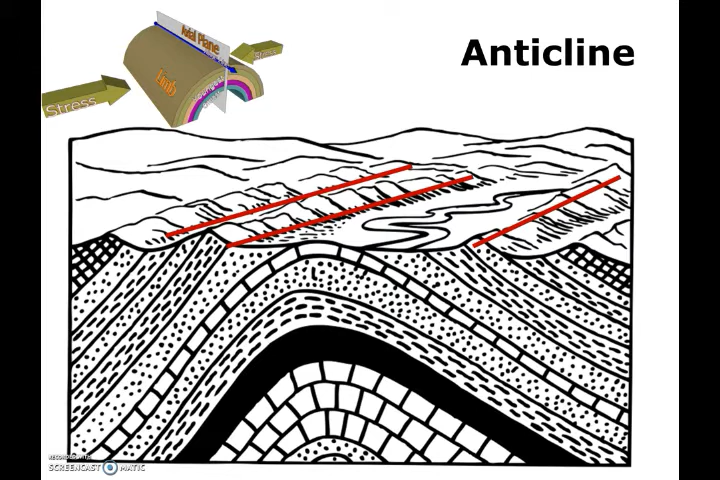 Axial Plane
Stress
Anticline
Limb
Stress
RECORDED WITH
SCREENCAST MATIC